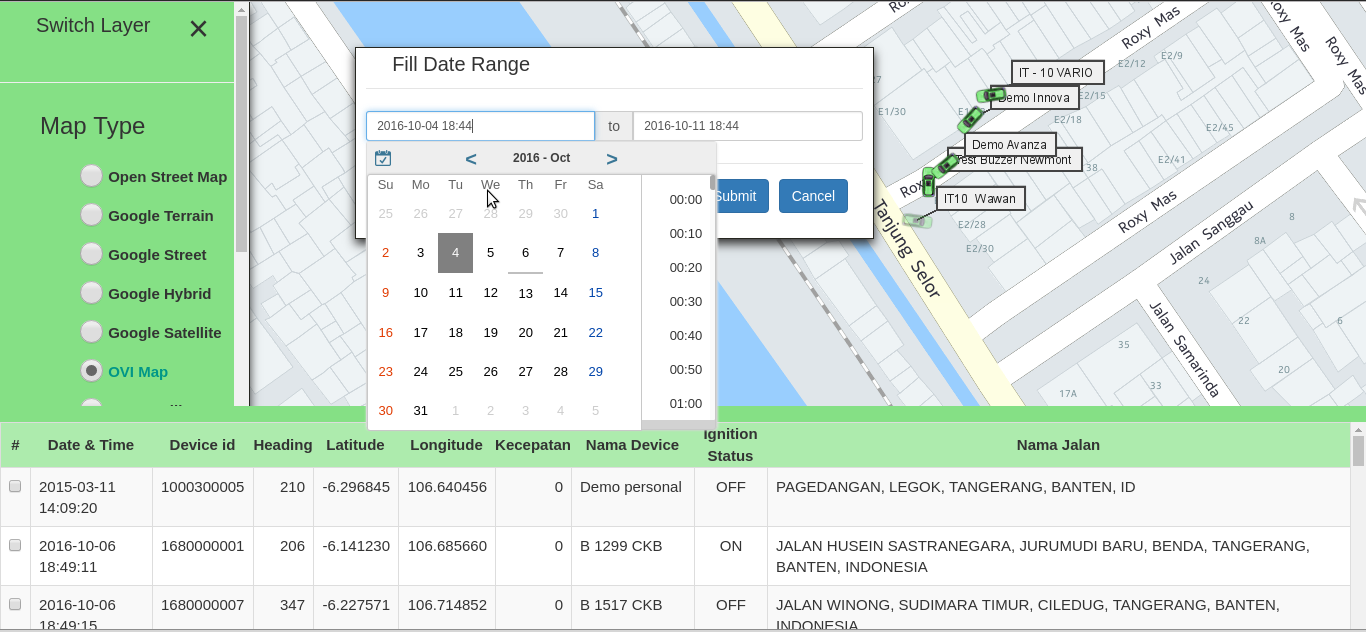 Switch Layer
Map Type
Open Street Map
Google Terrain
Google Street
Google Hybrid
Google Satellite
OVI Map
Fill Date Range
2016-10-04 18:44
to
2016-10-11 18:44
Submit
Cancel
<
2016 - Oct
>
Su Mo Tu We Th Fr Sa
25 26 27 28 29 30 1
2 3 4 5 6 7 8
9 10 11 12 13 14 15
16 17 18 19 20 21 22
23 24 25 26 27 28 29
30 31 1 2 3 4 5
00:00
00:10
00:20
00:30
00:40
00:50
01:00
Roxy Mas
Roxy Mas
Roxy Mas
E2/12
E2/9
IT - 10 VARIO
Demo Innova
E2/15
E1/30
E2/18
E2/45
Demo Avanza
Test Buzzer Newmont
E2/41
38
IT10 Wawan
Roxy Mas
E2/28
E2/30
Tanjung Selor
Jalan Sanggau
8
8A
24
22
6
Jalan Samarinda
35
33
20
17A
# Date & Time Device id Heading Latitude Longitude Kecepatan Nama Device Ignition Status Nama Jalan
2015-03-11 14:09:20 1000300005 210 -6.296845 106.640456 0 Demo personal OFF PAGEDANGAN, LEGOK, TANGERANG, BANTEN, ID
2016-10-06 18:49:11 1680000001 206 -6.141230 106.685660 0 B 1299 CKB ON JALAN HUSEIN SASTRANEGARA, JURUMUDI BARU, BENDA, TANGERANG, BANTEN, INDONESIA
2016-10-06 18:49:15 1680000007 347 -6.227571 106.714852 0 B 1517 CKB OFF JALAN WINONG, SUDIMARA TIMUR, CILEDUG, TANGERANG, BANTEN, INDONESIA